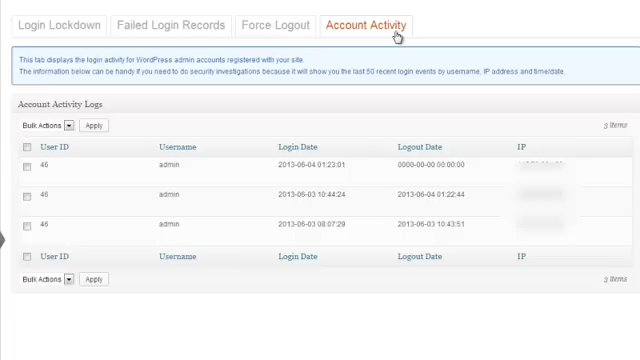 Login Lockdown Failed Login Records Force Logout Account Activity
This tab displays the login activity for WordPress admin accounts registered with your site.
The information below can be handy if you need to do security investigations because it will show you the last 50 recent login events by username, IP address and time/date.
Account Activity Logs
Bulk Actions Apply 3 items
User ID Username Login Date Logout Date IP
46 admin 2013-06-04 01:23:01 0000-00-00 00:00:00
46 admin 2013-06-03 10:44:24 2013-06-04 01:22:44
46 admin 2013-06-03 08:07:29 2013-06-03 10:43:51
User ID Username Login Date Logout Date IP
Bulk Actions Apply 3 items